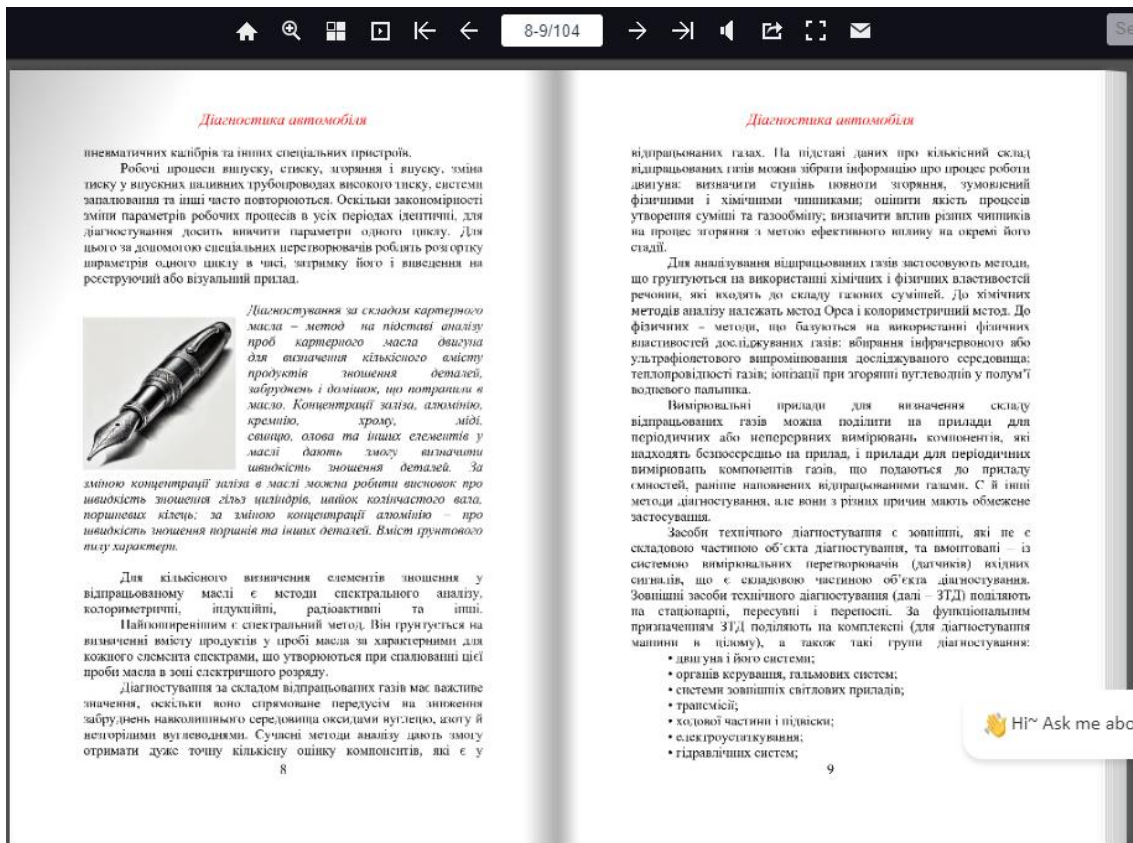 8-9/104
Se
Діагностика автомобіля
пневматичних калібрів та інших спеціальних пристроїв.
Робочі процеси випуску, стиску, згоряння і впуску, зміна
тиску у впускних паливних трубопроводах високого тиску, системи
запалювання та інші часто повторюються. Оскільки закономірності
зміни параметрів робочих процесів в усіх періодах ідентичні, для
діагностування досить вивчити параметри одного циклу. Для
цього за допомогою спеціальних перетворювачів роблять розгортку
параметрів одного циклу в часі, затримку його і виведення на
реєструючий або візуальний прилад.
Діагностування за складом картерного
масла – метод на підставі аналізу
проб картерного масла двигуна
для визначення кількісного вмісту
продуктів зношення деталей,
забруднень і домішок, що потрапили в
масло. Концентрації заліза, алюмінію,
кремнію, хрому, міді,
свинцю, олова та інших елементів у
маслі дають змогу визначити
швидкість зношення деталей. За
зміною концентрації заліза в маслі можна робити висновок про
швидкість зношення гільз циліндрів, шийок колінчастого вала,
поршневих кілець; за зміною концентрації алюмінію – про
швидкість зношення поршнів та інших деталей. Вміст ґрунтового
пилу характери.
Для кількісного визначення елементів зношення у
відпрацьованому маслі є методи спектрального аналізу,
колориметричні, індукційні, радіоактивні та інші.
Найпоширенішим є спектральний метод. Він ґрунтується на
визначенні вмісту продуктів у пробі масла за характерними для
кожного елемента спектрами, що утворюються при спалюванні цієї
проби масла в зоні електричного розряду.
Діагностування за складом відпрацьованих газів має важливе
значення, оскільки воно спрямоване передусім на зниження
забруднень навколишнього середовища оксидами вуглецю, азоту й
незгорілими вуглеводнями. Сучасні методи аналізу дають змогу
отримати дуже точну кількісну оцінку компонентів, які є у
8
Діагностика автомобіля
відпрацьованих газах. На підставі даних про кількісний склад
відпрацьованих газів можна зібрати інформацію про процес роботи
двигуна: визначити ступінь повноти згоряння, зумовлений
фізичними і хімічними чинниками; оцінити якість процесів
утворення суміші та газообміну; визначити вплив різних чинників
на процес згоряння з метою ефективного впливу на окремі його
стадії.
Для аналізування відпрацьованих газів застосовують методи,
що ґрунтуються на використанні хімічних і фізичних властивостей
речовин, які входять до складу газових сумішей. До хімічних
методів аналізу належать метод Орса і колориметричний метод. До
фізичних – методи, що базуються на використанні фізичних
властивостей досліджуваних газів: вбирання інфрачервоного або
ультрафіолетового випромінювання досліджуваного середовища;
теплопровідності газів; іонізації при згорянні вуглеводнів у полум’ї
водневого пальника.
Вимірювальні прилади для визначення складу
відпрацьованих газів можна поділити на прилади для
періодичних або неперервних вимірювань компонентів, які
надходять безпосередньо на прилад, і прилади для періодичних
вимірювань компонентів газів, що подаються до приладу
ємностей, раніше наповнених відпрацьованими газами. Є й інші
методи діагностування, але вони з різних причин мають обмежене
застосування.
Засоби технічного діагностування є зовнішні, які не є
складовою частиною об’єкта діагностування, та вмонтовані – із
системою вимірювальних перетворювачів (датчиків) вхідних
сигналів, що є складовою частиною об’єкта діагностування.
Зовнішні засоби технічного діагностування (далі – ЗТД) поділяють
на стаціонарні, пересувні і переносні. За функціональним
призначенням ЗТД поділяють на комплексні (для діагностування
машини в цілому), а також такі групи діагностування:
• двигуна і його системи;
• органів керування, гальмових систем;
• системи зовнішніх світлових приладів;
• трансмісії;
• ходової частини і підвіски;
• електроустаткування;
• гідравлічних систем;
9
Hi~ Ask me abo